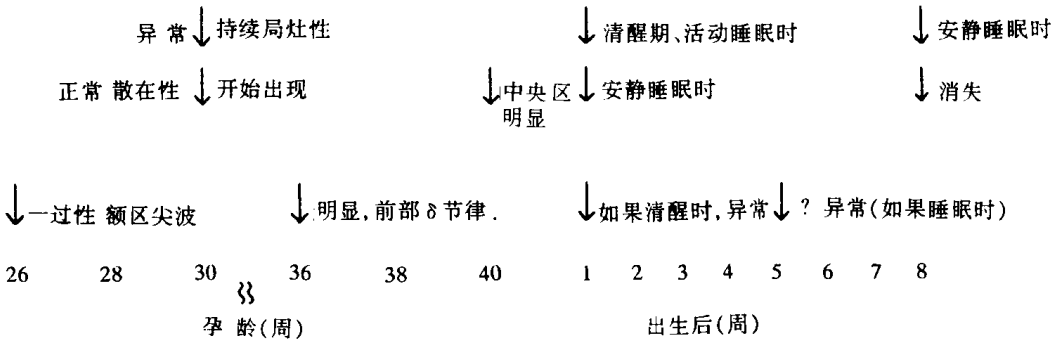 异常 持续局灶性 清醒期、活动睡眠时 安静睡眠时
正常 散在性 开始出现 中央区明显 安静睡眠时 消失
一过性 额区尖波 明显,前部δ节律. 如果清醒时,异常 ? 异常(如果睡眠时)
26 28 30 36 38 40 1 2 3 4 5 6 7 8
孕龄(周) 出生后(周)